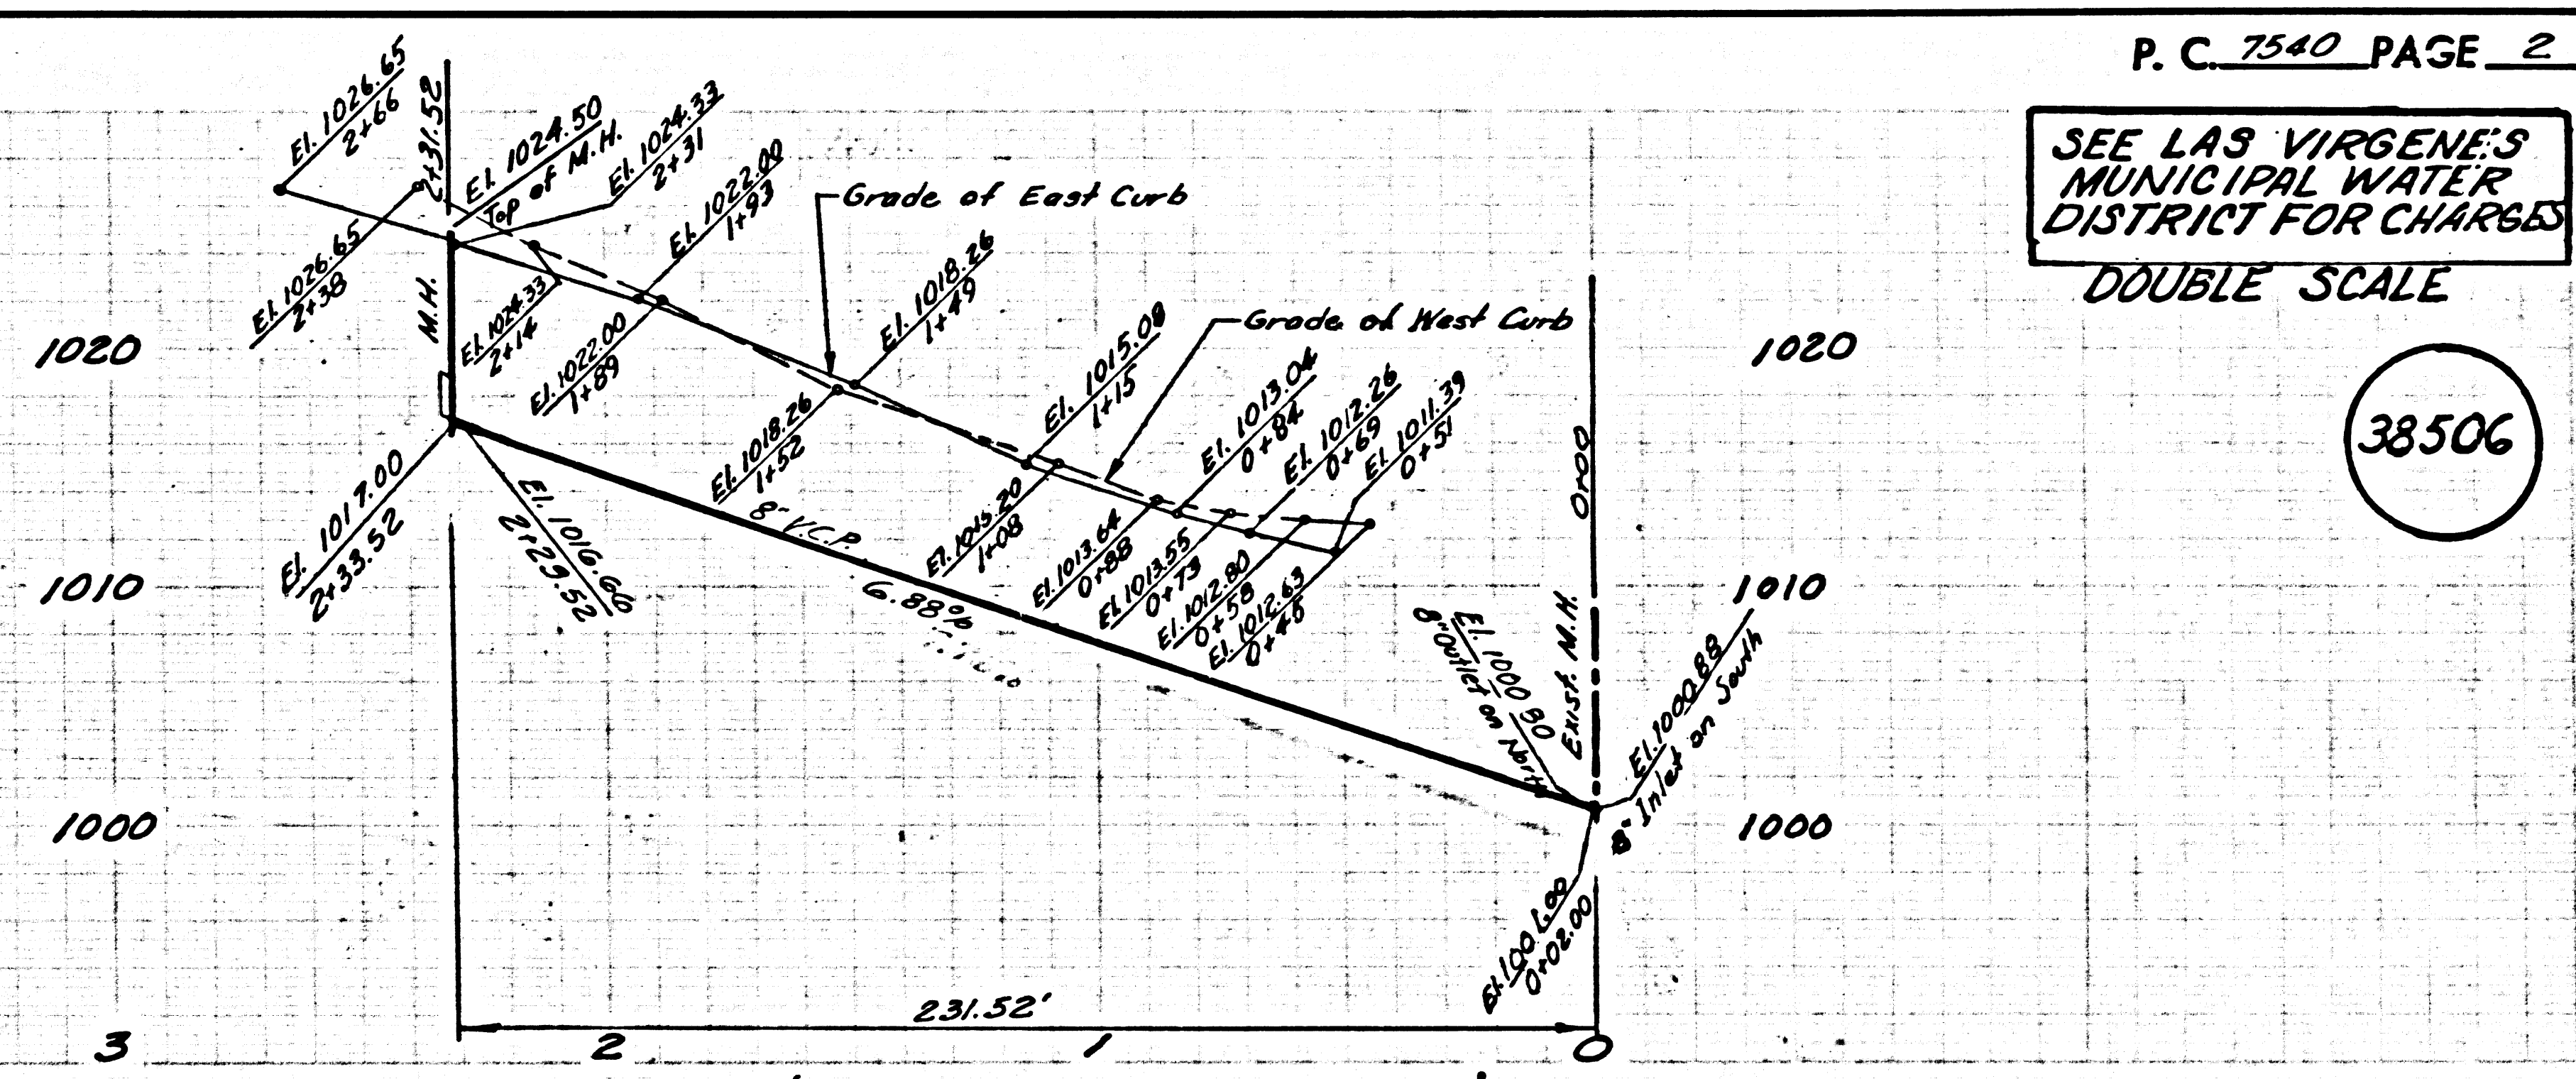 P. C. 7540 PAGE 2
SEE LAS VIRGENES
MUNICIPAL WATER
DISTRICT FOR CHARGES
DOUBLE SCALE
38506
El. 1026.65
2+66
2+31.52
El. 1024.50
Top of M.H.
El. 1024.33
2+31
El. 1022.00
1+93
Grade of East Curb
El. 1018.26
1+49
Grade of West Curb
El. 1015.08
1+15
El. 1013.04
0+84
El. 1012.26
0+69
El. 1011.39
0+51
0+00
El. 1026.65
2+38
M.H.
El. 1024.33
2+14
El. 1022.00
1+89
El. 1018.26
1+52
El. 1015.20
1+08
El. 1013.64
0+88
El. 1013.55
0+73
El. 1012.80
0+58
El. 1012.63
0+45
1020
1020
El. 1017.00
2+33.52
El. 1016.66
2+29.52
8" V.C.P.
6.88%
1010
1010
El. 1000.90
8" Outlet on North
Exist. M.H.
El. 1000.88
8" Inlet on South
1000
1000
El. 1001.00
0+02.00
231.52'
3
2
1
0